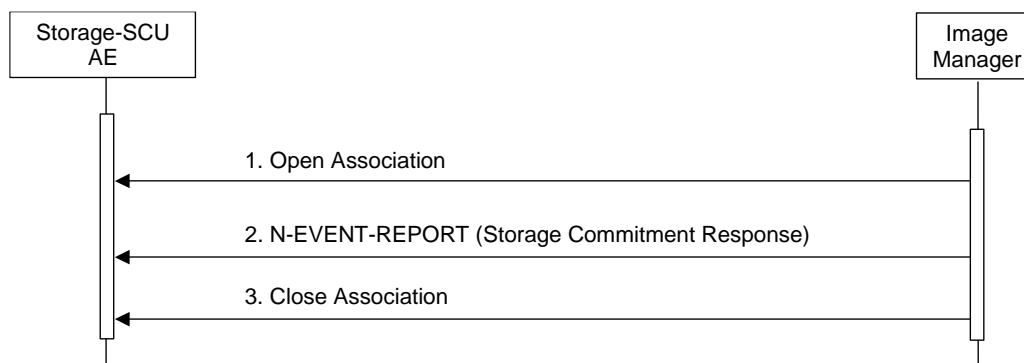 Storage-SCU
AE
Image
Manager
1. Open Association
2. N-EVENT-REPORT (Storage Commitment Response)
3. Close Association